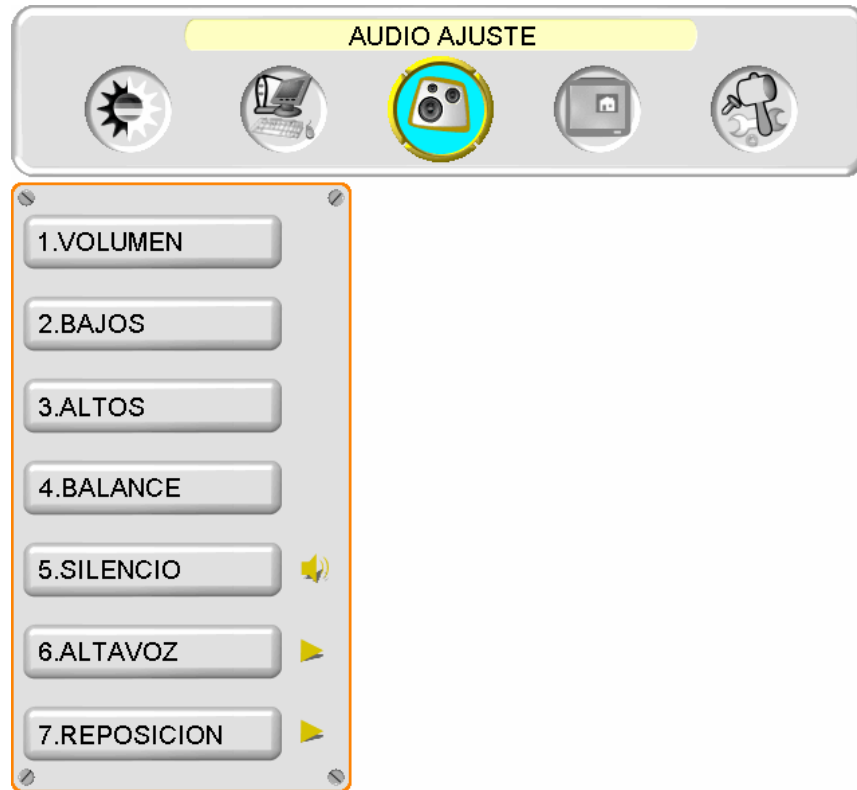 AUDIO AJUSTE
1.VOLUMEN
2.BAJOS
3.ALTOS
4.BALANCE
5.SILENCIO
6.ALTAVOZ
7.REPOSICION